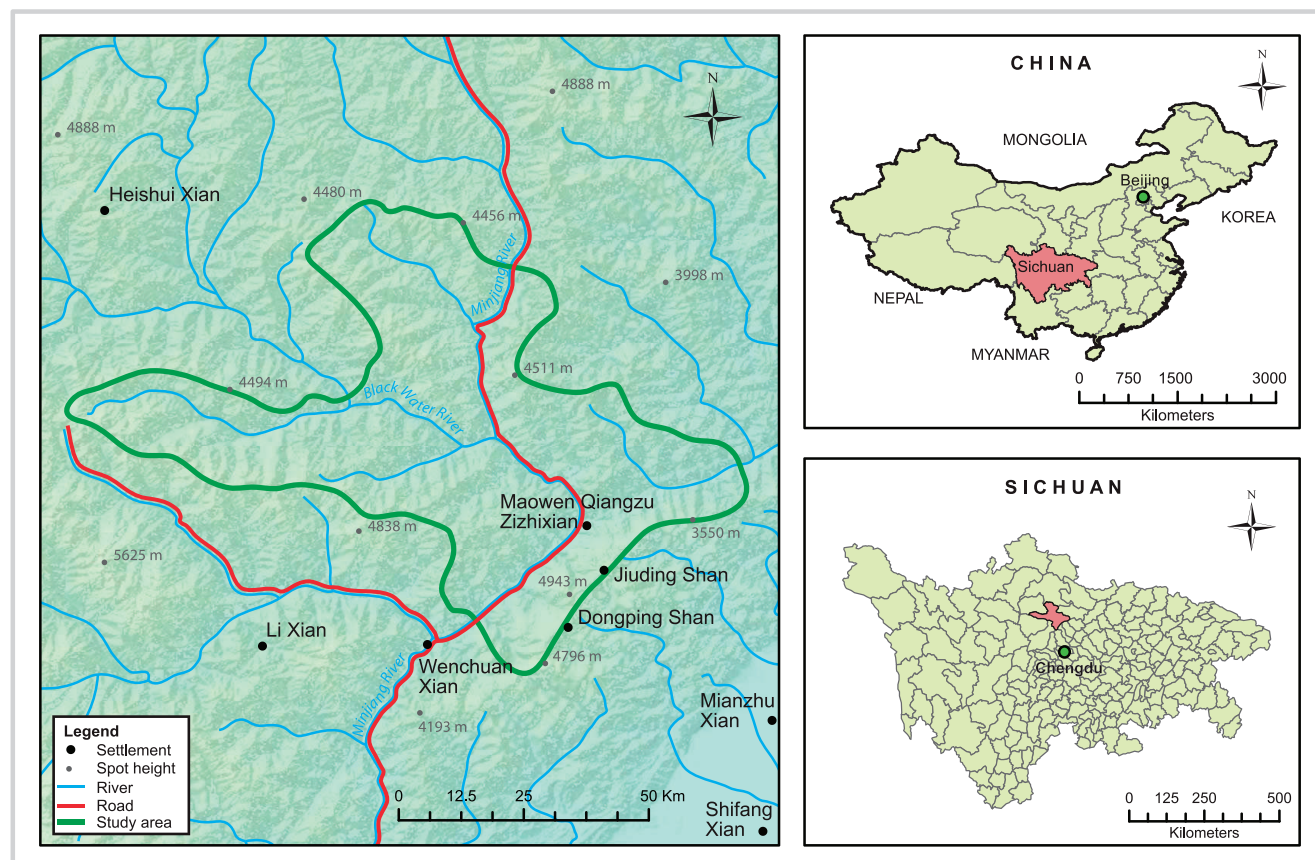 4888 m
N
4888 m
Heishui Xian
4480 m
4456 m
Minjiang River
3998 m
4494 m
4511 m
Black Water River
Maowen Qiangzu
Zizhixian
3550 m
4838 m
5625 m
Jiuding Shan
4943 m
Dongping Shan
Li Xian
Wenchuan
Xian
4796 m
Minjiang River
4193 m
Mianzhu
Xian
Legend
Settlement
Spot height
River
Road
Study area
0 12.5 25 50 Km
Shifang
Xian
CHINA
N
MONGOLIA
Beijing
KOREA
Sichuan
NEPAL
MYANMAR
0 750 1500 3000
Kilometers
SICHUAN
N
Chengdu
0 125 250 500
Kilometers